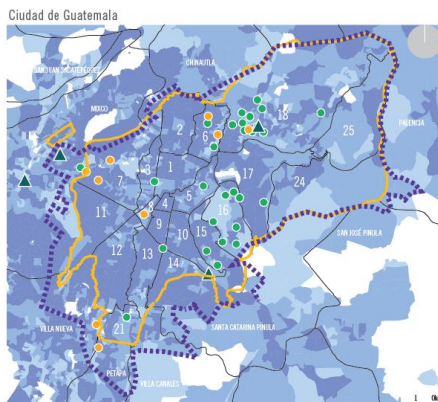 Ciudad de Guatemala
CHINAUTLA
SAN JUAN SACATEPÉQUEZ
MIXCO
PALENCIA
2
18
6
25
3
1
7
17
24
5
4
11
8
16
9
10
15
12
13
14
SAN JOSÉ PINULA
21
VILLA NUEVA
SANTA CATARINA PINULA
PETAPA
VILLA CANALES
1